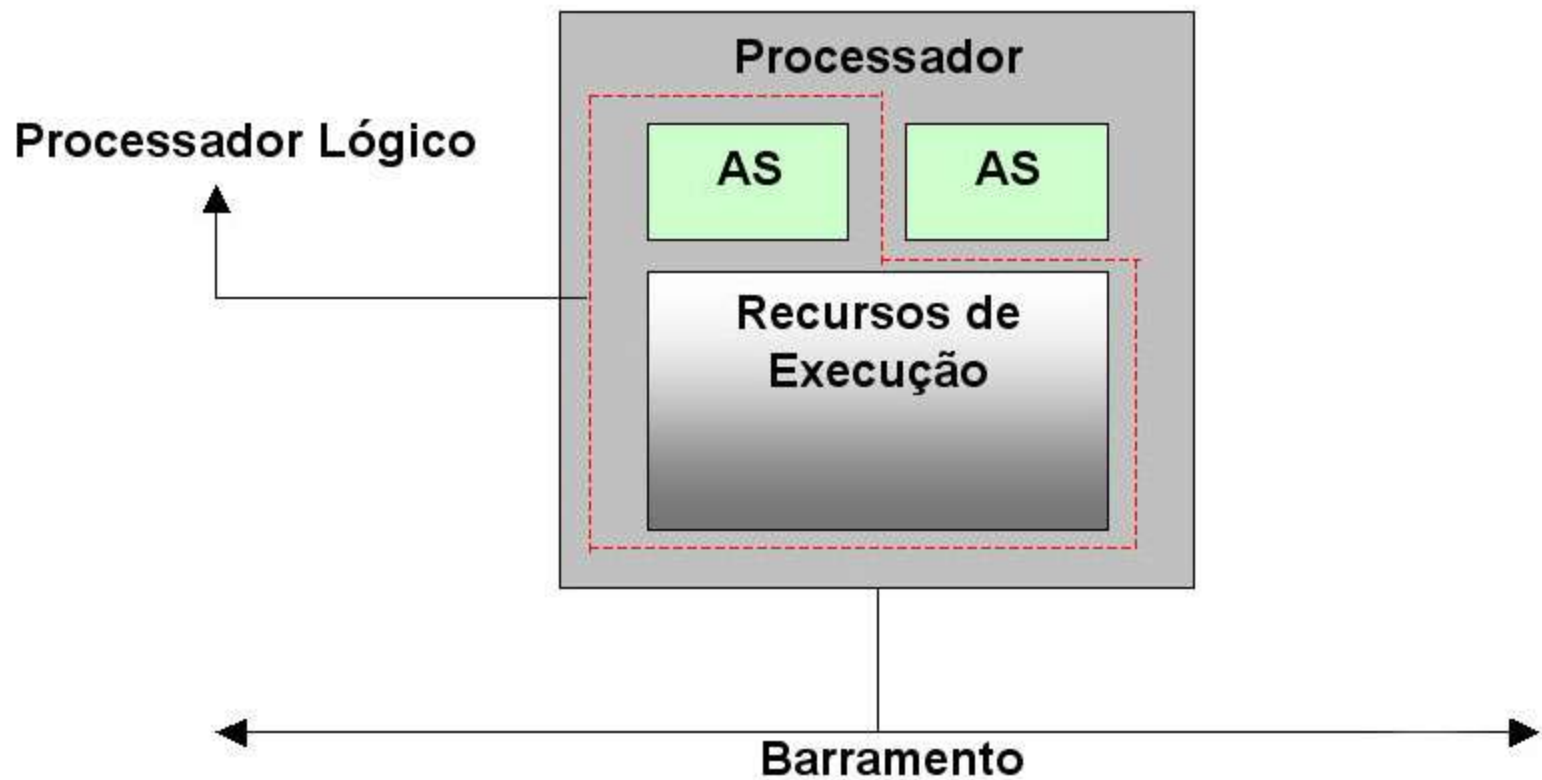 Processador
Processador Lógico
AS
AS
Recursos de
Execução
Barramento